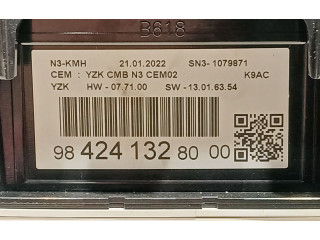 B618
N3-KMH 21.01.2022 SN3- 1079871
CEM : YZK CMB N3 CEM02 K9AC
YZK HW - 07.71.00 SW - 13.01.63.54
98 424 132 80 00